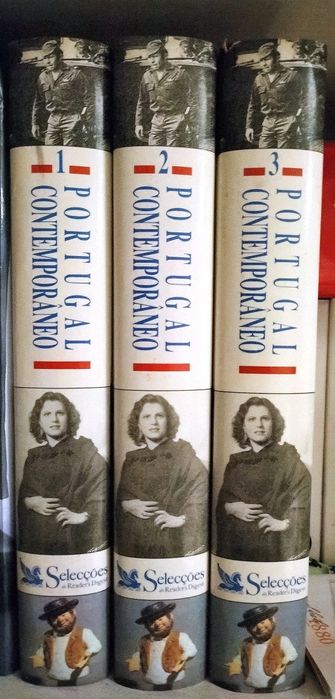 1
PORTUGAL
CONTEMPORÂNEO
Selecções
do Reader's Digest
2
PORTUGAL
CONTEMPORÂNEO
Selecções
do Reader's Digest
3
PORTUGAL
CONTEMPORÂNEO
Selecções
do Reader's Digest